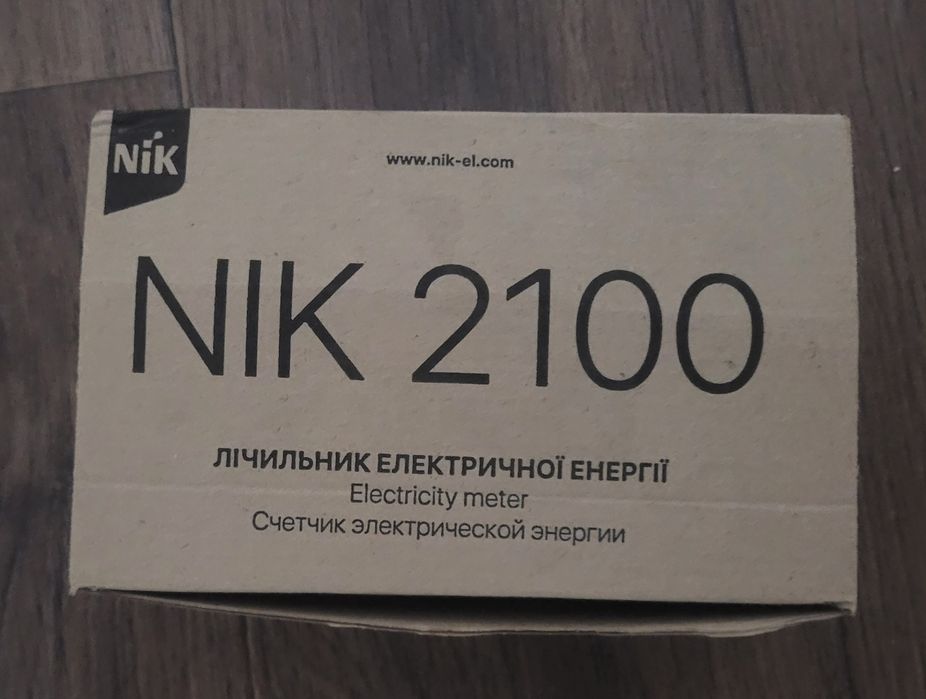 NiK
www.nik-el.com
NIK 2100
ЛІЧИЛЬНИК ЕЛЕКТРИЧНОЇ ЕНЕРГІЇ
Electricity meter
Счетчик электрической энергии